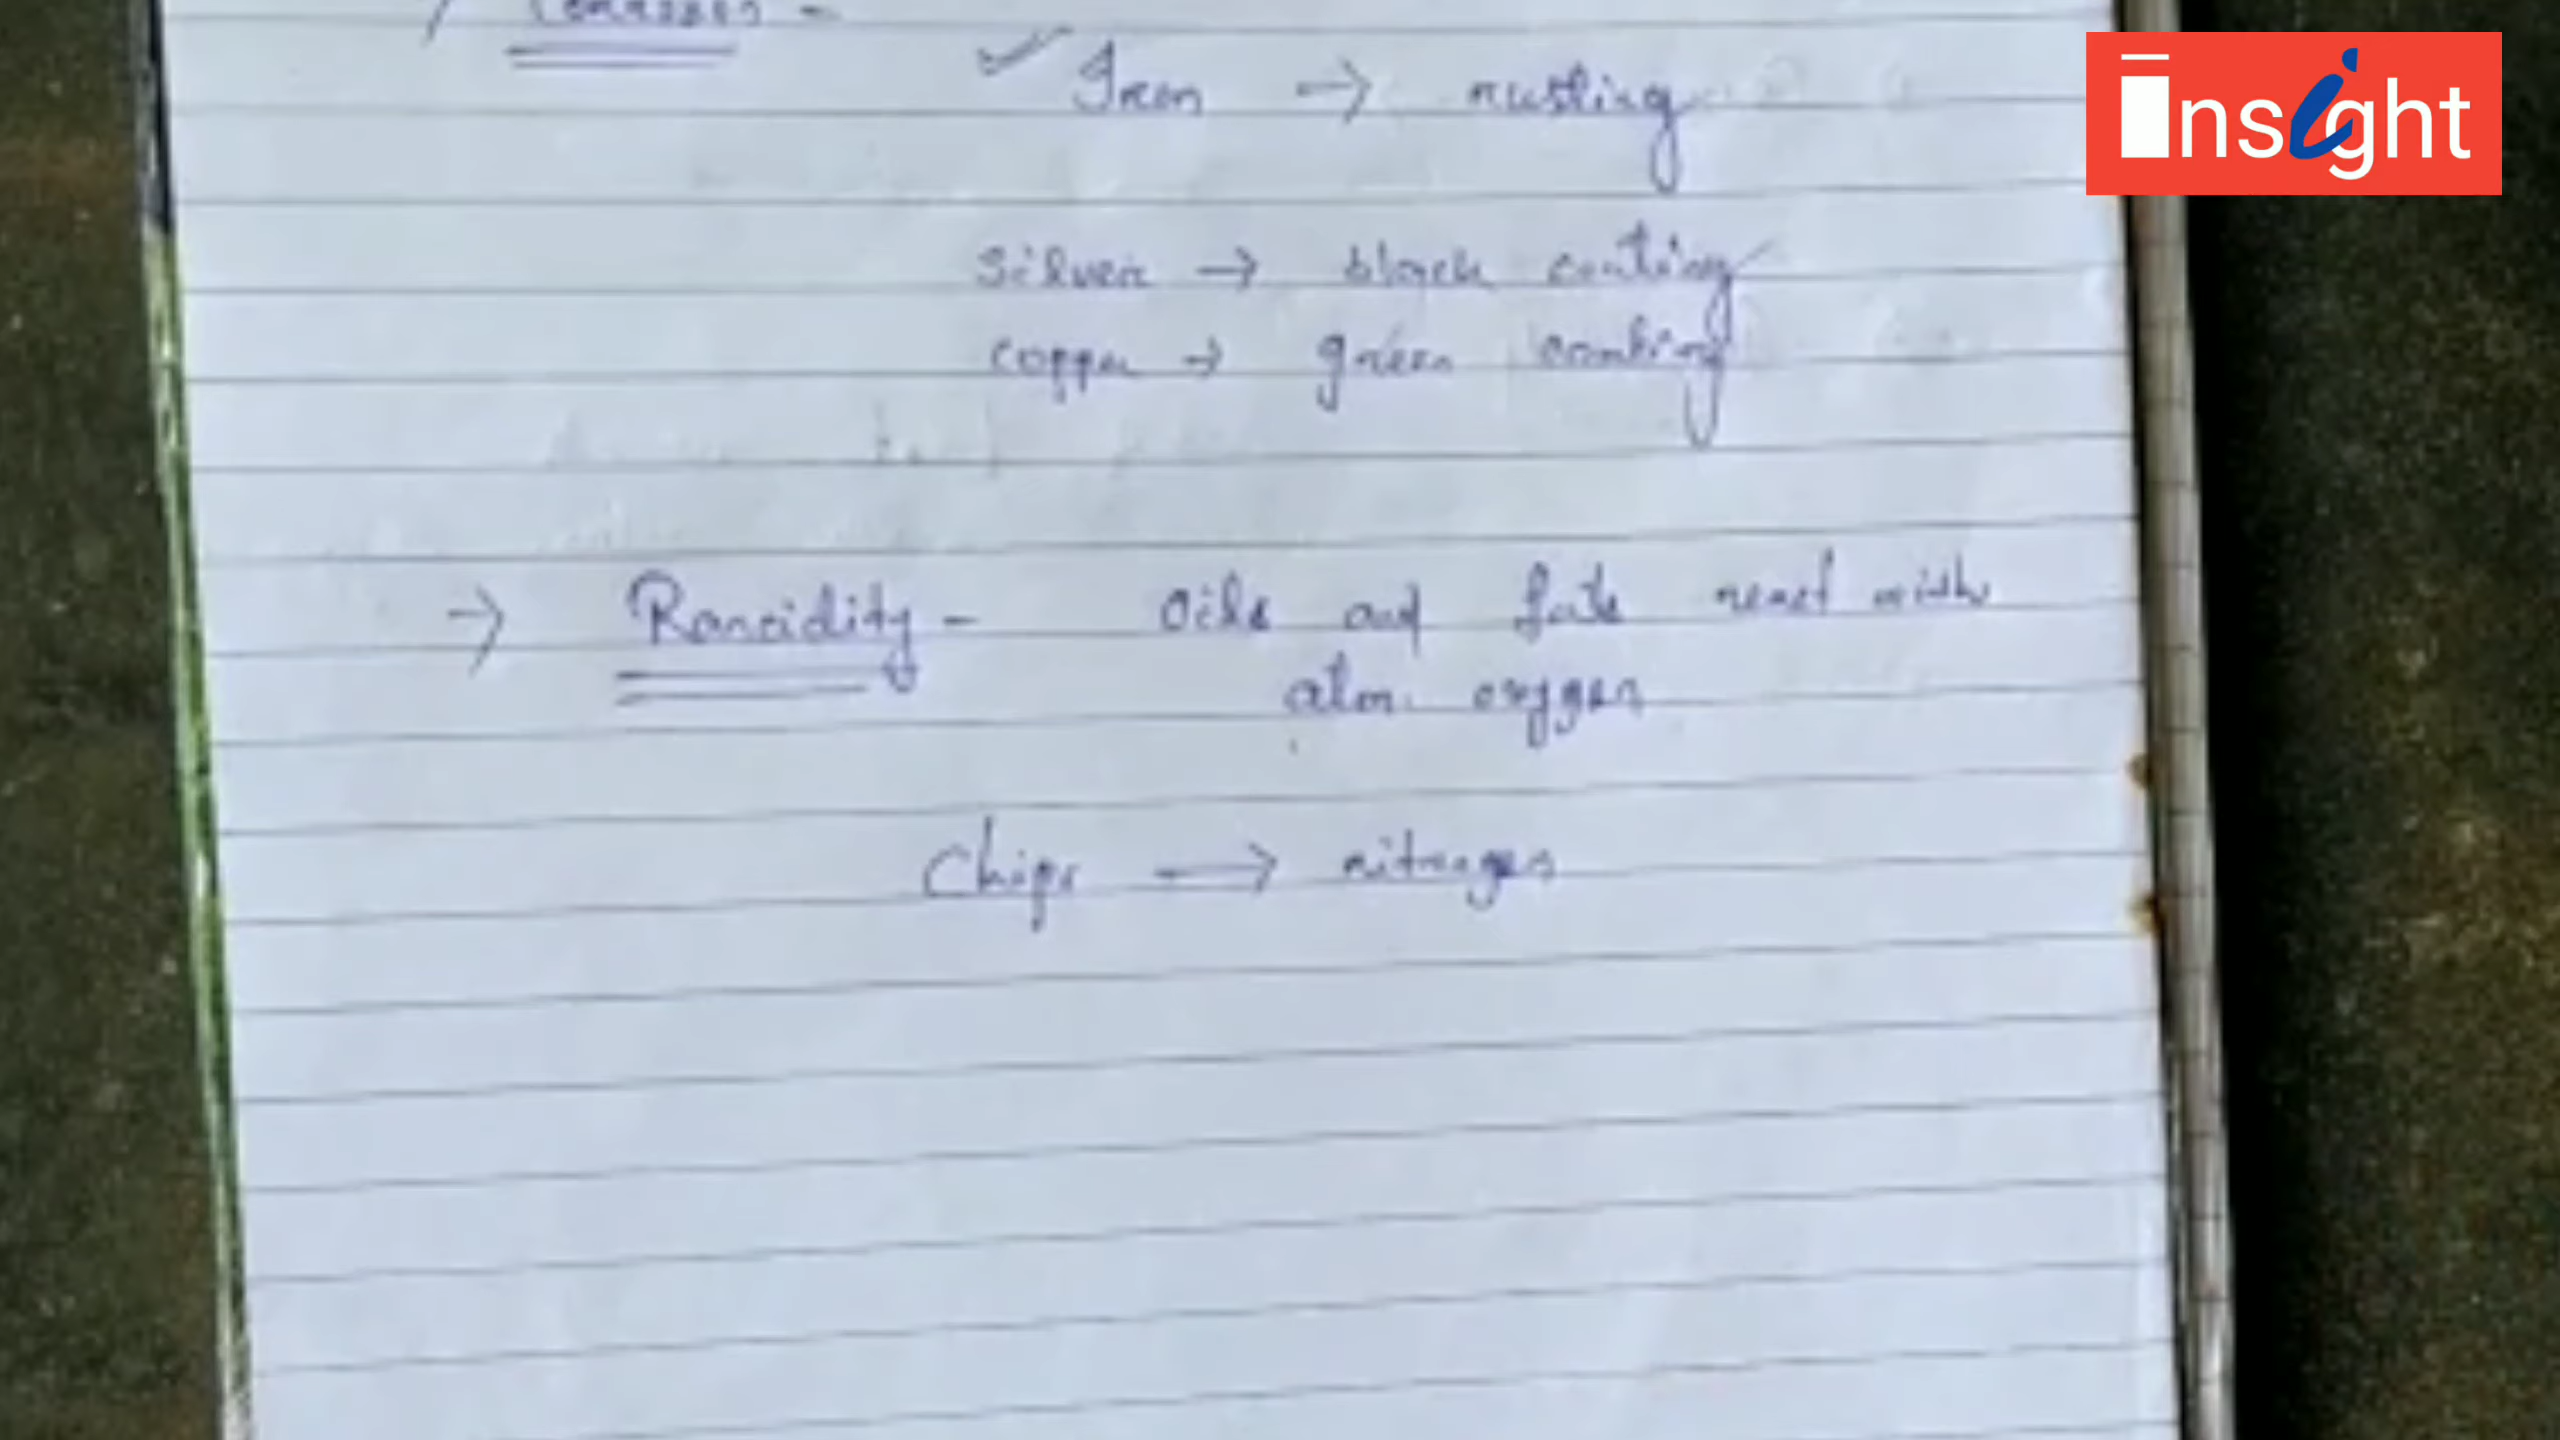 Insight
Corrosion -
✓ Iron → rusting
Silver → black coating
copper → green coating
→ Rancidity - Oils and fats react with
atm. oxygen
Chips → nitrogen